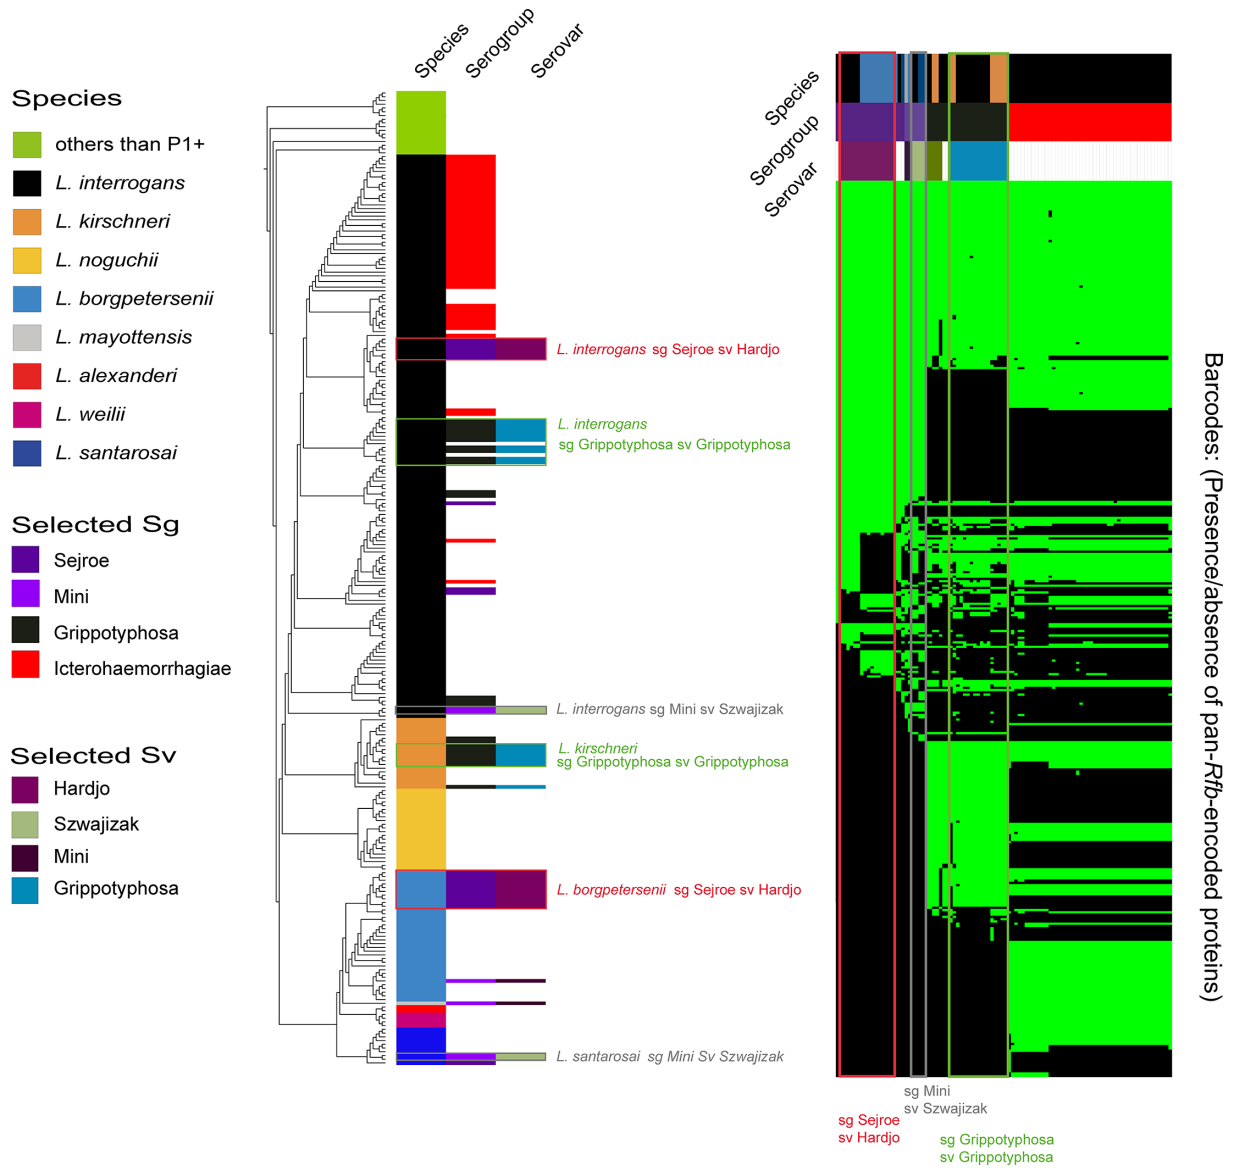 Species
others than P1+
L. interrogans
L. kirschneri
L. noguchii
L. borgpetersenii
L. mayottensis
L. alexanderi
L. weilii
L. santarosai
Selected Sg
Sejroe
Mini
Grippotyphosa
Icterohaemorrhagiae
Selected Sv
Hardjo
Szwajizak
Mini
Grippotyphosa
Species
Serogroup
Serovar
L. interrogans sg Sejroe sv Hardjo
L. interrogans
sg Grippotyphosa sv Grippotyphosa
L. interrogans sg Mini sv Szwajizak
L. kirschneri
sg Grippotyphosa sv Grippotyphosa
L. borgpetersenii sg Sejroe sv Hardjo
L. santarosai sg Mini Sv Szwajizak
Species
Serogroup
Serovar
Barcodes: (Presence/absence of pan-Rfb-encoded proteins)
sg Mini
sv Szwajizak
sg Sejroe
sv Hardjo
sg Grippotyphosa
sv Grippotyphosa